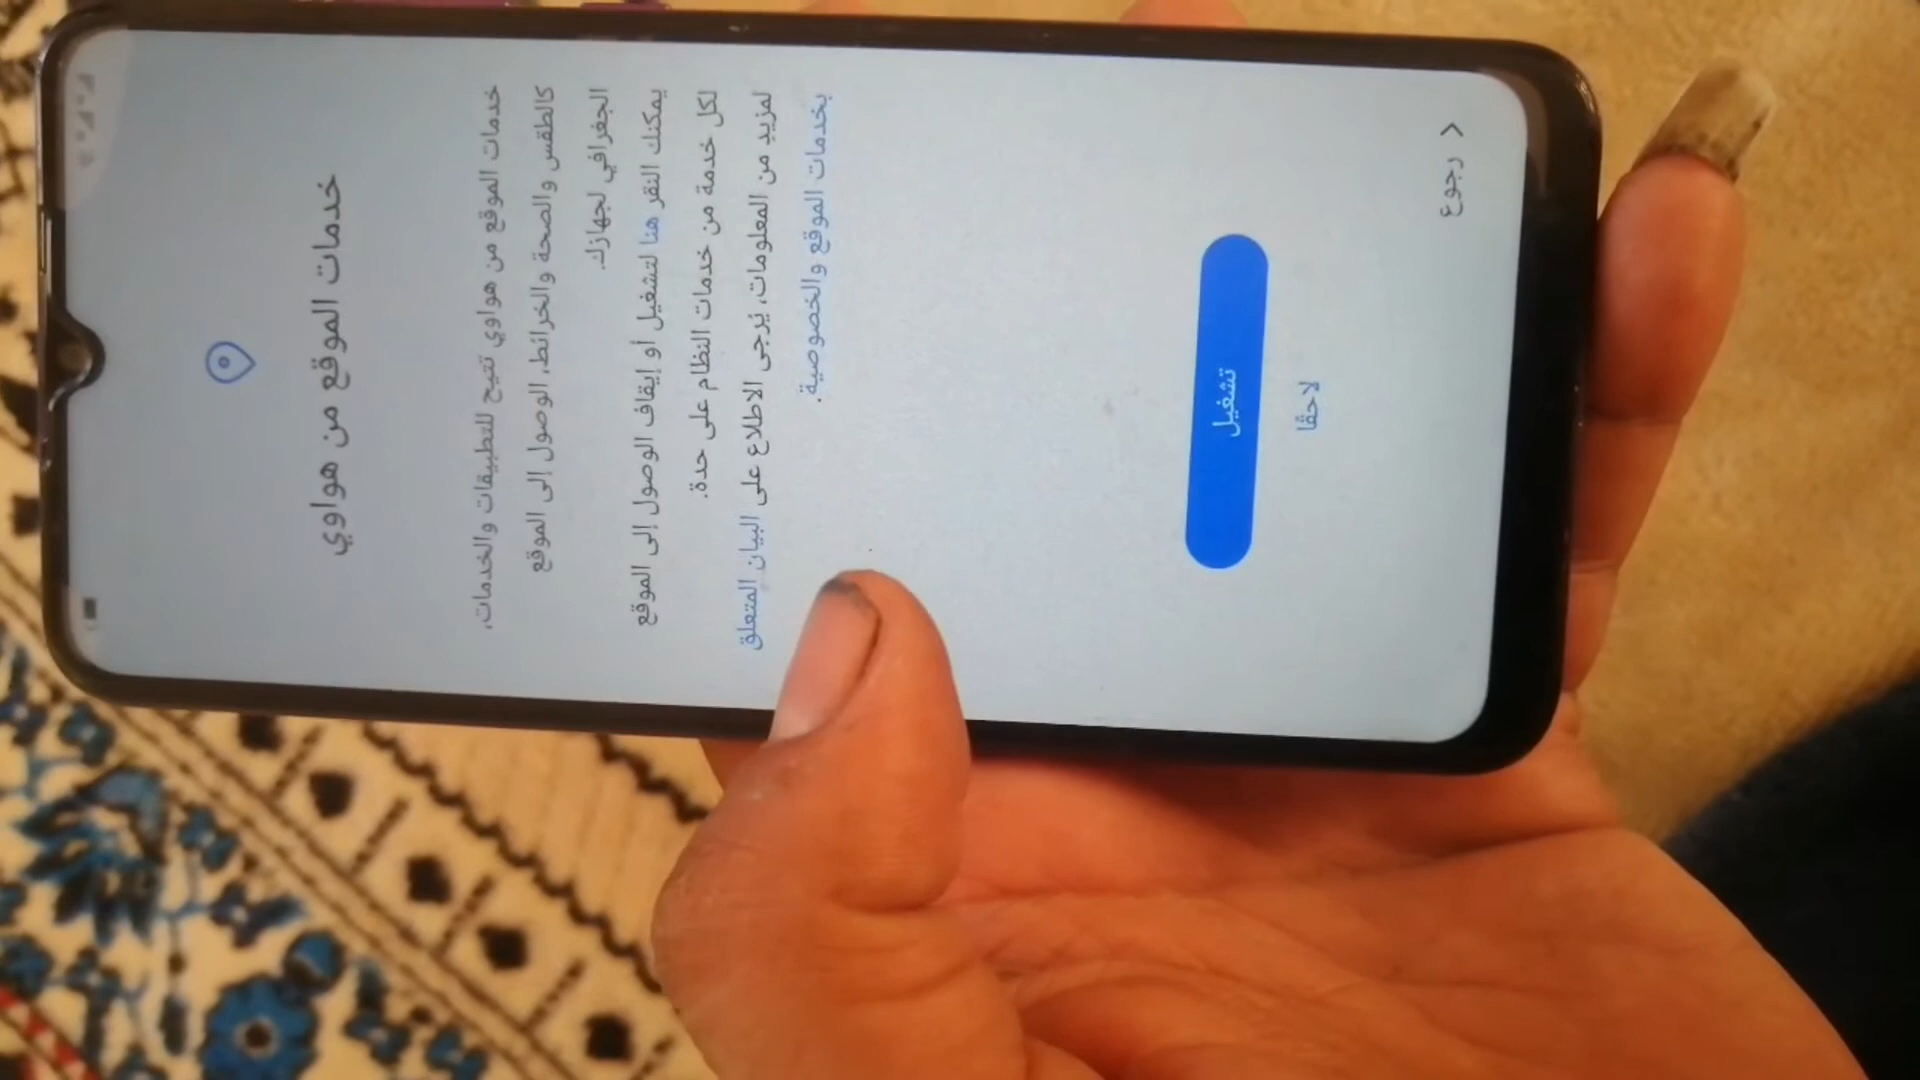 خدمات الموقع من هواوي
خدمات الموقع من هواوي تتيح للتطبيقات والخدمات،
كالطقس والصحة والخرائط، الوصول إلى الموقع
الجغرافي لجهازك.
يمكنك النقر هنا لتشغيل أو إيقاف الوصول إلى الموقع
لكل خدمة من خدمات النظام على حدة.
لمزيد من المعلومات، يُرجى الاطلاع على البيان المتعلق
بخدمات الموقع والخصوصية.
تشغيل
لاحقًا
رجوع